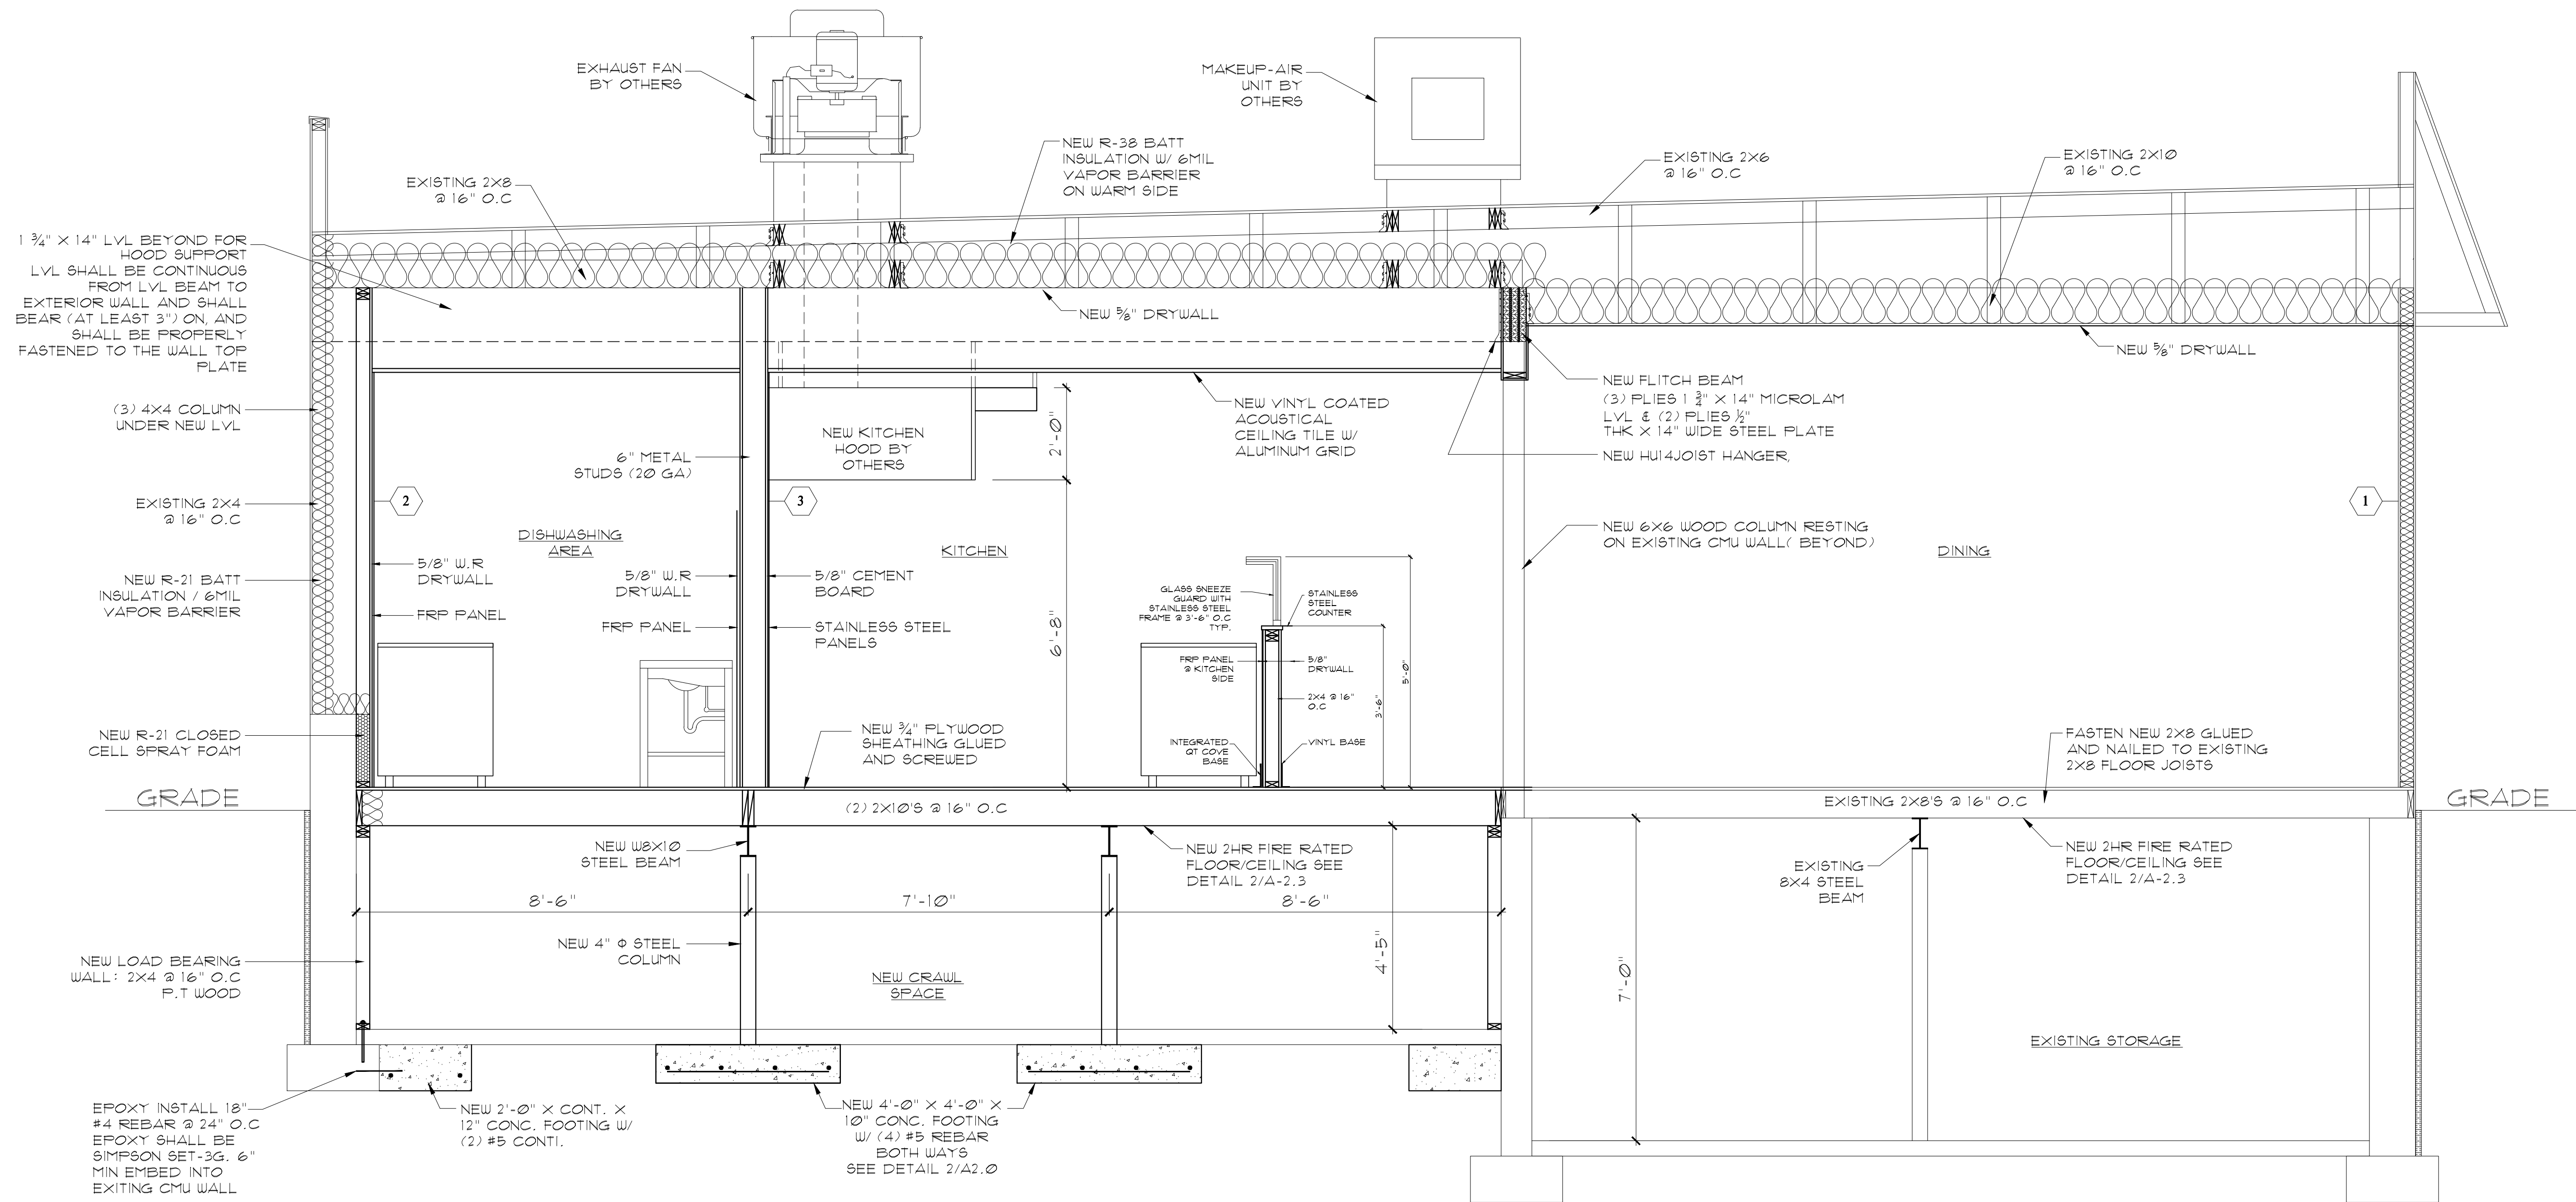 EXHAUST FAN
BY OTHERS
MAKEUP-AIR
UNIT BY
OTHERS
NEW R-38 BATT
INSULATION W/ 6MIL
VAPOR BARRIER
ON WARM SIDE
EXISTING 2X6
@ 16" O.C
EXISTING 2X10
@ 16" O.C
EXISTING 2X8
@ 16" O.C
1 ¾" X 14" LVL BEYOND FOR
HOOD SUPPORT
LVL SHALL BE CONTINUOUS
FROM LVL BEAM TO
EXTERIOR WALL AND SHALL
BEAR (AT LEAST 3") ON, AND
SHALL BE PROPERLY
FASTENED TO THE WALL TOP
PLATE
NEW ⅝" DRYWALL
NEW ⅝" DRYWALL
(3) 4X4 COLUMN
UNDER NEW LVL
NEW KITCHEN
HOOD BY
OTHERS
2'-0"
NEW VINYL COATED
ACOUSTICAL
CEILING TILE W/
ALUMINUM GRID
NEW FLITCH BEAM
(3) PLIES 1 ¾" X 14" MICROLAM
LVL & (2) PLIES ½"
THK X 14" WIDE STEEL PLATE
NEW HU14JOIST HANGER,
6" METAL
STUDS (20 GA)
EXISTING 2X4
@ 16" O.C
2
3
1
DISHWASHING
AREA
KITCHEN
NEW 6X6 WOOD COLUMN RESTING
ON EXISTING CMU WALL( BEYOND)
DINING
NEW R-21 BATT
INSULATION / 6MIL
VAPOR BARRIER
5/8" W.R
DRYWALL
FRP PANEL
5/8" W.R
DRYWALL
FRP PANEL
5/8" CEMENT
BOARD
STAINLESS STEEL
PANELS
6'-8"
GLASS SNEEZE
GUARD WITH
STAINLESS STEEL
FRAME @ 3'-6" O.C
TYP.
STAINLESS
STEEL
COUNTER
FRP PANEL
@ KITCHEN
SIDE
5/8"
DRYWALL
2X4 @ 16"
O.C
3'-6"
5'-0"
INTEGRATED
QT COVE
BASE
VINYL BASE
NEW R-21 CLOSED
CELL SPRAY FOAM
NEW ¾" PLYWOOD
SHEATHING GLUED
AND SCREWED
FASTEN NEW 2X8 GLUED
AND NAILED TO EXISTING
2X8 FLOOR JOISTS
GRADE
GRADE
(2) 2X10'S @ 16" O.C
EXISTING 2X8'S @ 16" O.C
NEW W8X10
STEEL BEAM
NEW 2HR FIRE RATED
FLOOR/CEILING SEE
DETAIL 2/A-2.3
EXISTING
8X4 STEEL
BEAM
NEW 2HR FIRE RATED
FLOOR/CEILING SEE
DETAIL 2/A-2.3
8'-6"
7'-10"
8'-6"
4'-5"
7'-0"
NEW 4" Φ STEEL
COLUMN
NEW LOAD BEARING
WALL: 2X4 @ 16" O.C
P.T WOOD
NEW CRAWL
SPACE
EXISTING STORAGE
EPOXY INSTALL 18"
#4 REBAR @ 24" O.C
EPOXY SHALL BE
SIMPSON SET-3G. 6"
MIN EMBED INTO
EXITING CMU WALL
NEW 2'-0" X CONT. X
12" CONC. FOOTING W/
(2) #5 CONTI.
NEW 4'-0" X 4'-0" X
10" CONC. FOOTING
W/ (4) #5 REBAR
BOTH WAYS
SEE DETAIL 2/A2.0